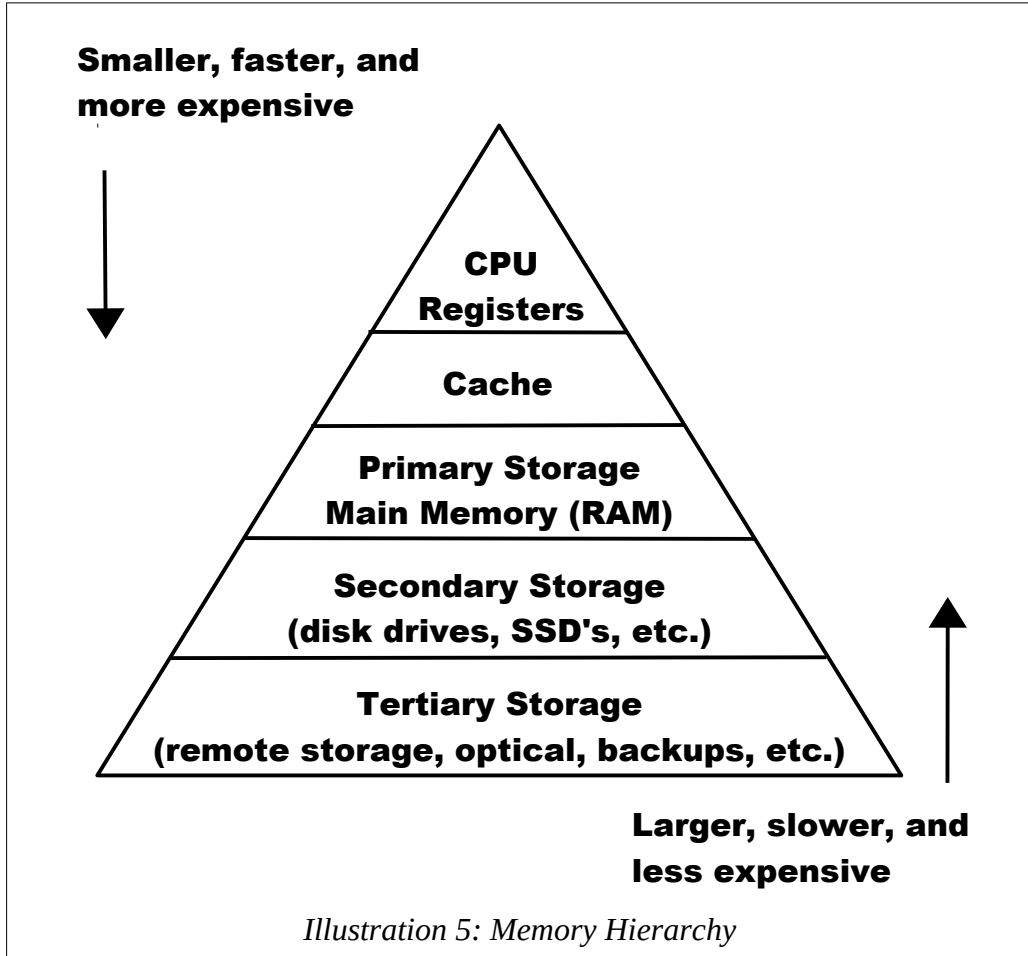 Smaller, faster, and
more expensive
CPU
Registers
Cache
Primary Storage
Main Memory (RAM)
Secondary Storage
(disk drives, SSD's, etc.)
Tertiary Storage
(remote storage, optical, backups, etc.)
Larger, slower, and
less expensive
Illustration 5: Memory Hierarchy